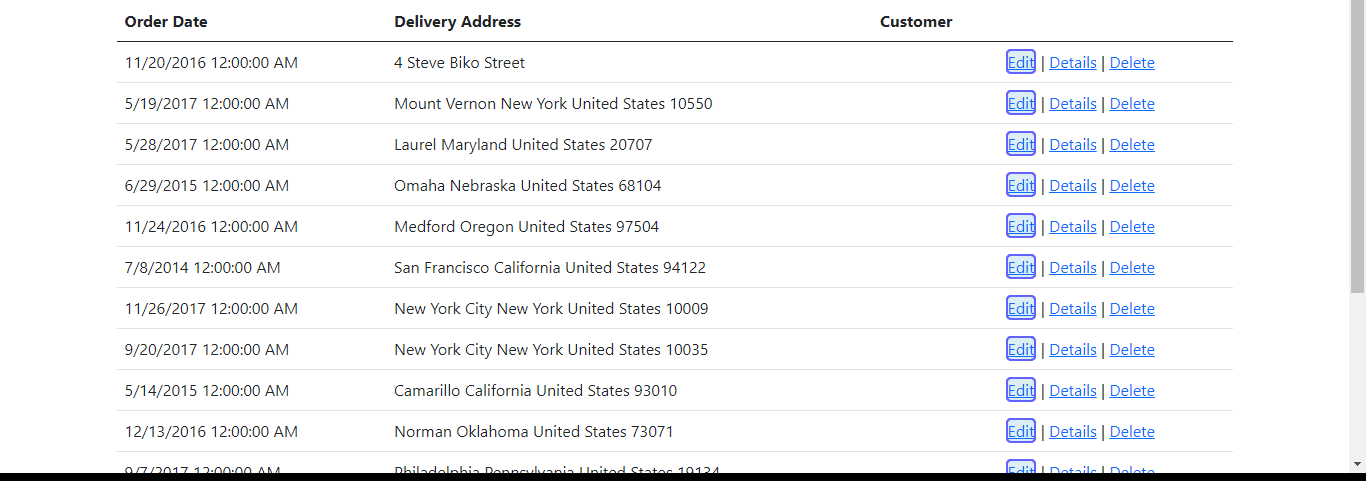 Order Date Delivery Address Customer
11/20/2016 12:00:00 AM 4 Steve Biko Street Edit | Details | Delete
5/19/2017 12:00:00 AM Mount Vernon New York United States 10550 Edit | Details | Delete
5/28/2017 12:00:00 AM Laurel Maryland United States 20707 Edit | Details | Delete
6/29/2015 12:00:00 AM Omaha Nebraska United States 68104 Edit | Details | Delete
11/24/2016 12:00:00 AM Medford Oregon United States 97504 Edit | Details | Delete
7/8/2014 12:00:00 AM San Francisco California United States 94122 Edit | Details | Delete
11/26/2017 12:00:00 AM New York City New York United States 10009 Edit | Details | Delete
9/20/2017 12:00:00 AM New York City New York United States 10035 Edit | Details | Delete
5/14/2015 12:00:00 AM Camarillo California United States 93010 Edit | Details | Delete
12/13/2016 12:00:00 AM Norman Oklahoma United States 73071 Edit | Details | Delete
9/7/2017 12:00:00 AM Philadelphia Pennsylvania United States 19134 Edit | Details | Delete